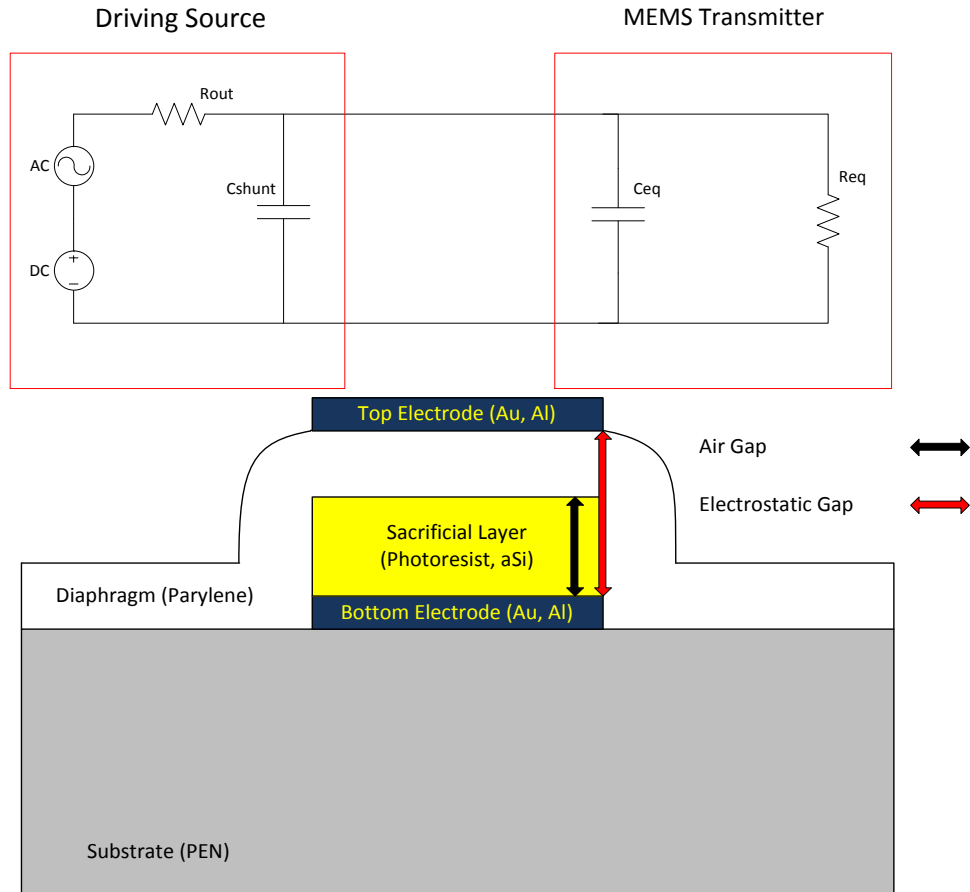 Driving Source
MEMS Transmitter
Rout
AC
Cshunt
Ceq
Req
DC
+
−
Top Electrode (Au, Al)
Air Gap
Electrostatic Gap
Sacrificial Layer
(Photoresist, aSi)
Diaphragm (Parylene)
Bottom Electrode (Au, Al)
Substrate (PEN)